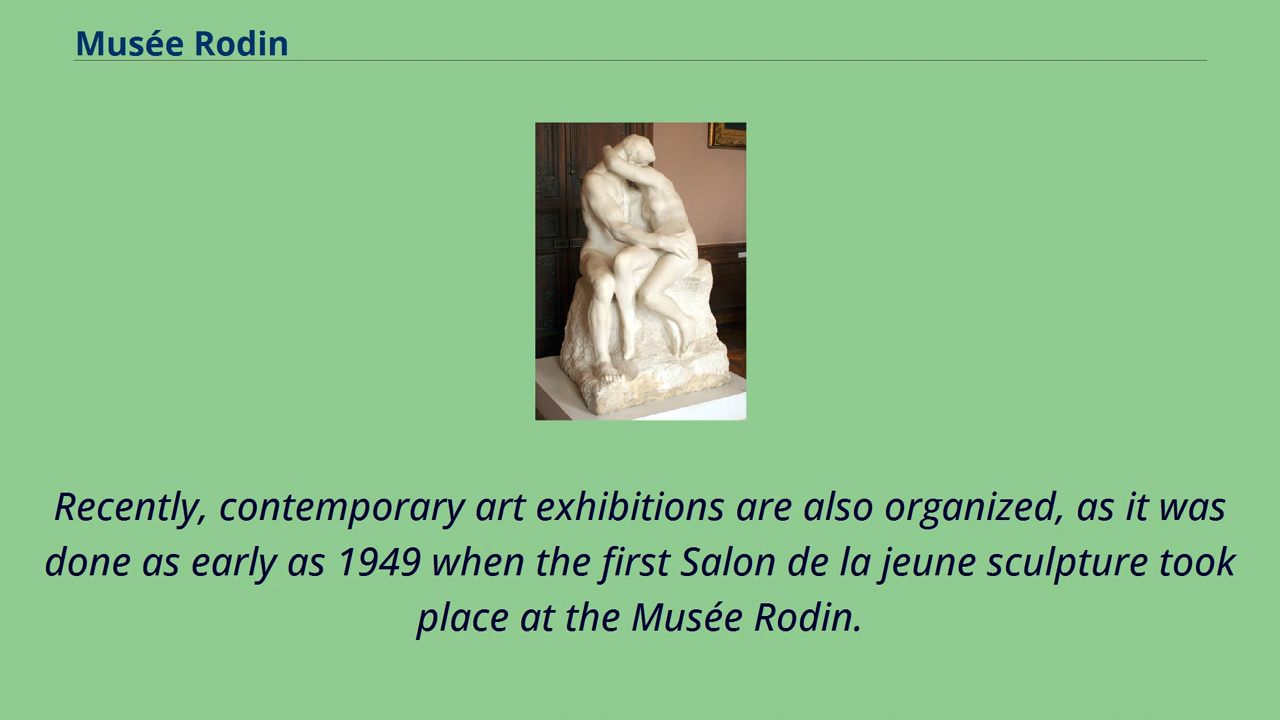 Musée Rodin
Recently, contemporary art exhibitions are also organized, as it was
done as early as 1949 when the first Salon de la jeune sculpture took
place at the Musée Rodin.